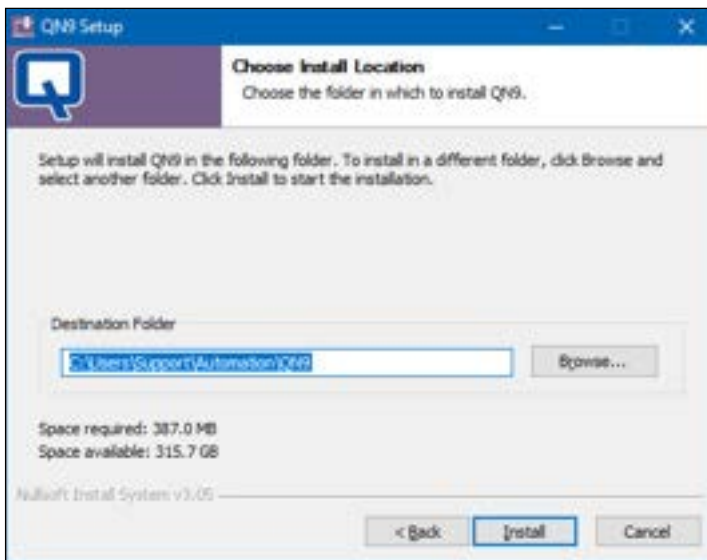 QN9 Setup
Choose Install Location
Choose the folder in which to install QN9.
Setup will install QN9 in the following folder. To install in a different folder, click Browse and
select another folder. Click Install to start the installation.
Destination Folder
C:\Users\Support\Automation\QN9
Browse...
Space required: 387.0 MB
Space available: 315.7 GB
Nullsoft Install System v3.05
< Back
Install
Cancel